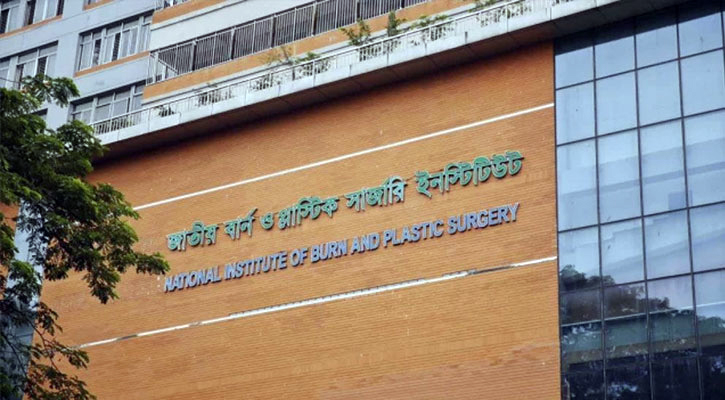 জাতীয় বার্ন ও প্লাস্টিক সার্জারি ইনস্টিটিউট
NATIONAL INSTITUTE OF BURN AND PLASTIC SURGERY